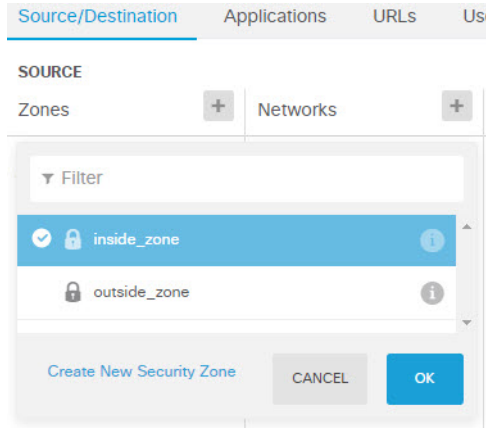 Source/Destination Applications URLs
SOURCE
Zones + Networks +
Filter
inside_zone
outside_zone
Create New Security Zone CANCEL OK